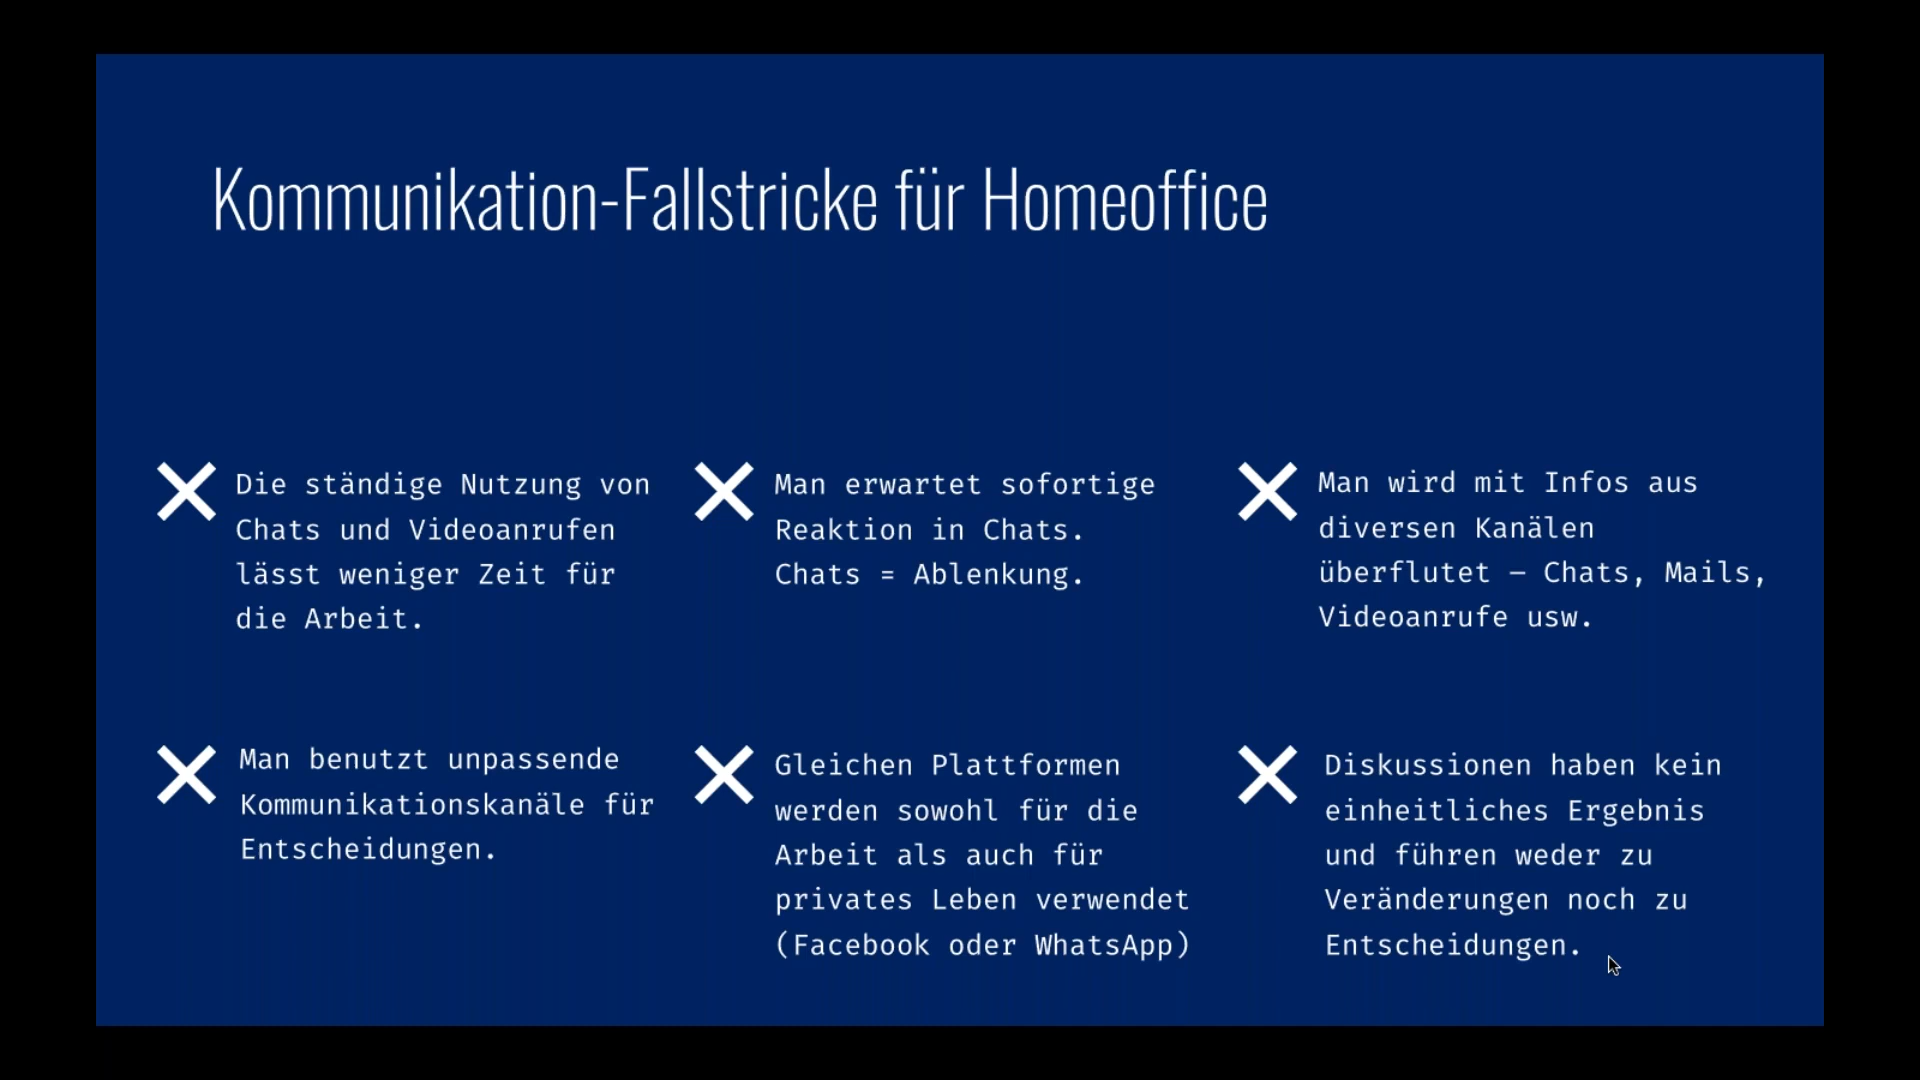 Kommunikation-Fallstricke für Homeoffice
Die ständige Nutzung von
Chats und Videoanrufen
lässt weniger Zeit für
die Arbeit.
Man erwartet sofortige
Reaktion in Chats.
Chats = Ablenkung.
Man wird mit Infos aus
diversen Kanälen
überflutet – Chats, Mails,
Videoanrufe usw.
Man benutzt unpassende
Kommunikationskanäle für
Entscheidungen.
Gleichen Plattformen
werden sowohl für die
Arbeit als auch für
privates Leben verwendet
(Facebook oder WhatsApp)
Diskussionen haben kein
einheitliches Ergebnis
und führen weder zu
Veränderungen noch zu
Entscheidungen.